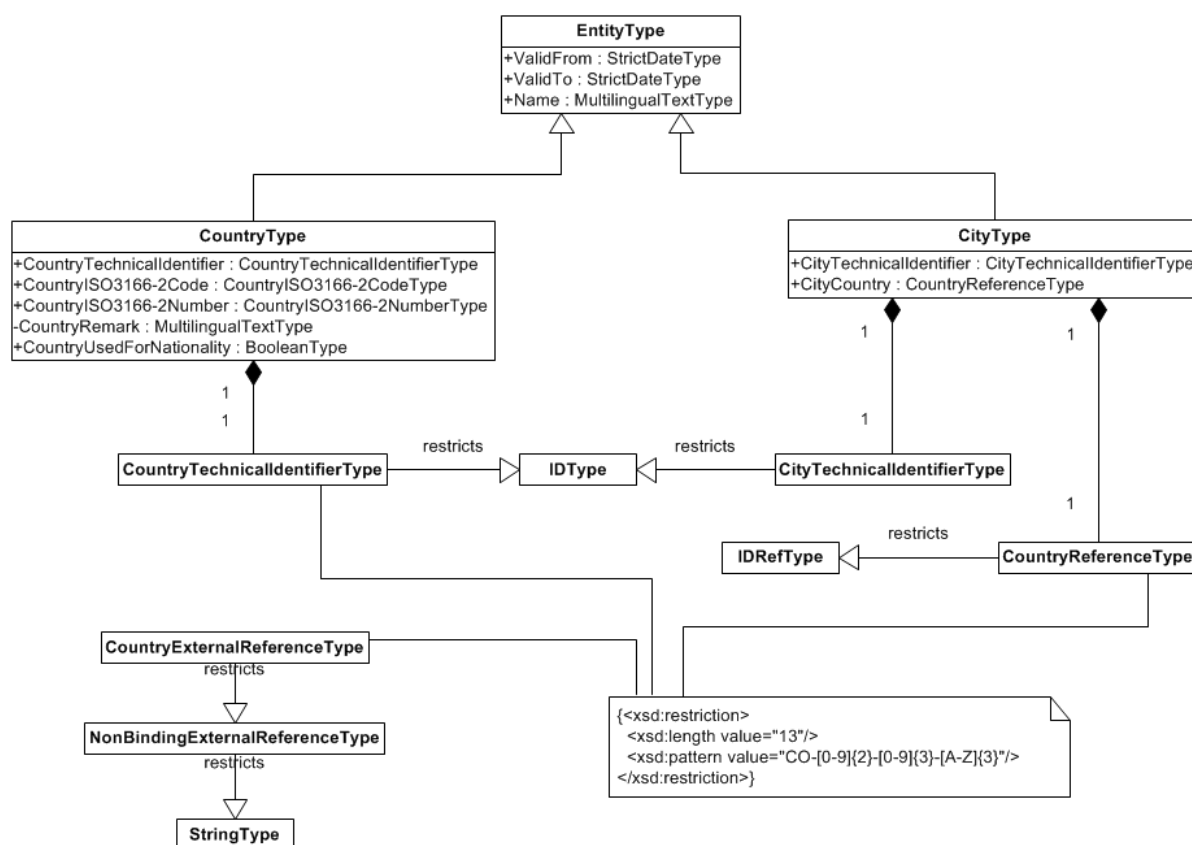 EntityType
+ValidFrom : StrictDateType
+ValidTo : StrictDateType
+Name : MultilingualTextType
CountryType
+CountryTechnicalIdentifier : CountryTechnicalIdentifierType
+CountryISO3166-2Code : CountryISO3166-2CodeType
+CountryISO3166-2Number : CountryISO3166-2NumberType
-CountryRemark : MultilingualTextType
+CountryUsedForNationality : BooleanType
CityType
+CityTechnicalIdentifier : CityTechnicalIdentifierType
+CityCountry : CountryReferenceType
1
1
1
1
1
1
restricts
restricts
CountryTechnicalIdentifierType
IDType
CityTechnicalIdentifierType
restricts
IDRefType
CountryReferenceType
CountryExternalReferenceType
restricts
NonBindingExternalReferenceType
restricts
StringType
{<xsd:restriction>
<xsd:length value="13"/>
<xsd:pattern value="CO-[0-9]{2}-[0-9]{3}-[A-Z]{3}"/>
</xsd:restriction>}